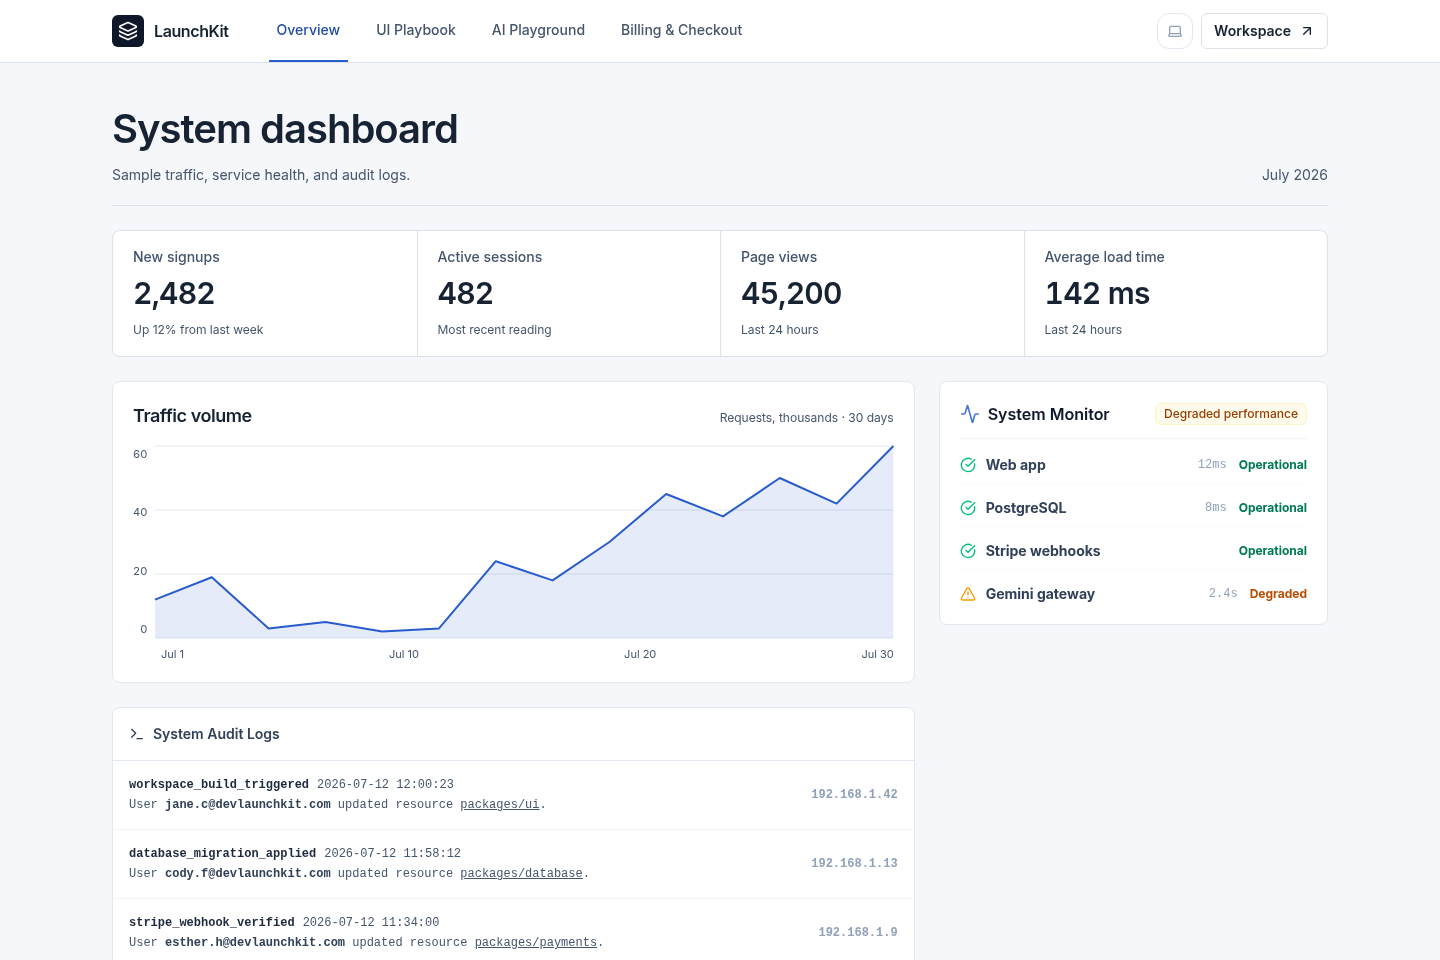 LaunchKit
Overview
UI Playbook
AI Playground
Billing & Checkout
Workspace
System dashboard
Sample traffic, service health, and audit logs.
July 2026
New signups
2,482
Up 12% from last week
Active sessions
482
Most recent reading
Page views
45,200
Last 24 hours
Average load time
142 ms
Last 24 hours
Traffic volume
Requests, thousands · 30 days
60
40
20
0
Jul 1
Jul 10
Jul 20
Jul 30
System Monitor
Degraded performance
Web app 12ms Operational
PostgreSQL 8ms Operational
Stripe webhooks Operational
Gemini gateway 2.4s Degraded
System Audit Logs
workspace_build_triggered 2026-07-12 12:00:23
User jane.c@devlaunchkit.com updated resource packages/ui.
192.168.1.42
database_migration_applied 2026-07-12 11:58:12
User cody.f@devlaunchkit.com updated resource packages/database.
192.168.1.13
stripe_webhook_verified 2026-07-12 11:34:00
User esther.h@devlaunchkit.com updated resource packages/payments.
192.168.1.9